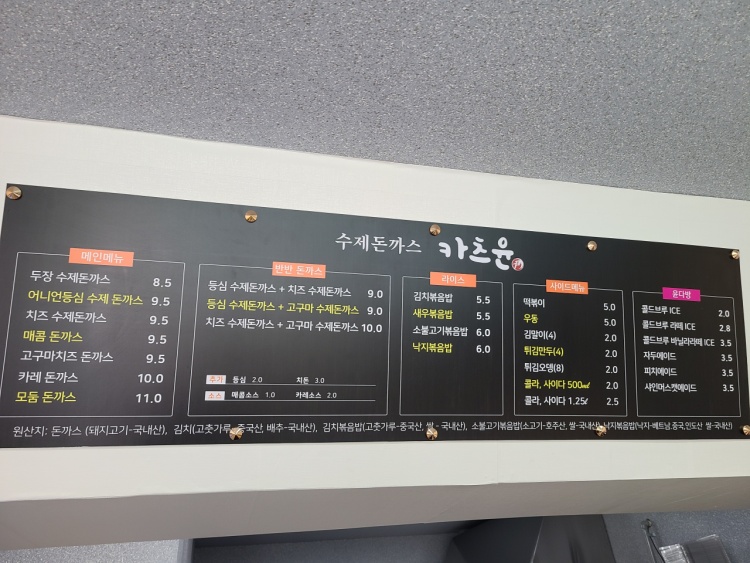 수제돈까스 카츠윤
메인메뉴
두장 수제돈까스 8.5
어니언등심 수제 돈까스 9.5
치즈 수제돈까스 9.5
매콤 돈까스 9.5
고구마치즈 돈까스 9.5
카레 돈까스 10.0
모둠 돈까스 11.0
반반 돈까스
등심 수제돈까스 + 치즈 수제돈까스 9.0
등심 수제돈까스 + 고구마 수제돈까스 9.0
치즈 수제돈까스 + 고구마 수제돈까스 10.0
추가 등심 2.0 치돈 3.0
소스 매콤소스 1.0 카레소스 2.0
라이스
김치볶음밥 5.5
새우볶음밥 5.5
소불고기볶음밥 6.0
낙지볶음밥 6.0
사이드메뉴
떡볶이 5.0
우동 5.0
김말이(4) 2.0
튀김만두(4) 2.0
튀김오뎅(8) 2.0
콜라, 사이다 500㎖ 2.0
콜라, 사이다 1.25ℓ 2.5
윤다방
콜드브루 ICE 2.0
콜드브루 라떼 ICE 2.8
콜드브루 바닐라라떼 ICE 3.5
자두에이드 3.5
피치에이드 3.5
샤인머스캣에이드 3.5
원산지: 돈까스 (돼지고기-국내산), 김치(고춧가루-중국산, 배추-국내산), 김치볶음밥(고춧가루-중국산, 쌀-국내산), 소불고기볶음밥(소고기-호주산, 쌀-국내산) 낙지볶음밥(낙지-베트남,중국,인도산 쌀-국내산)